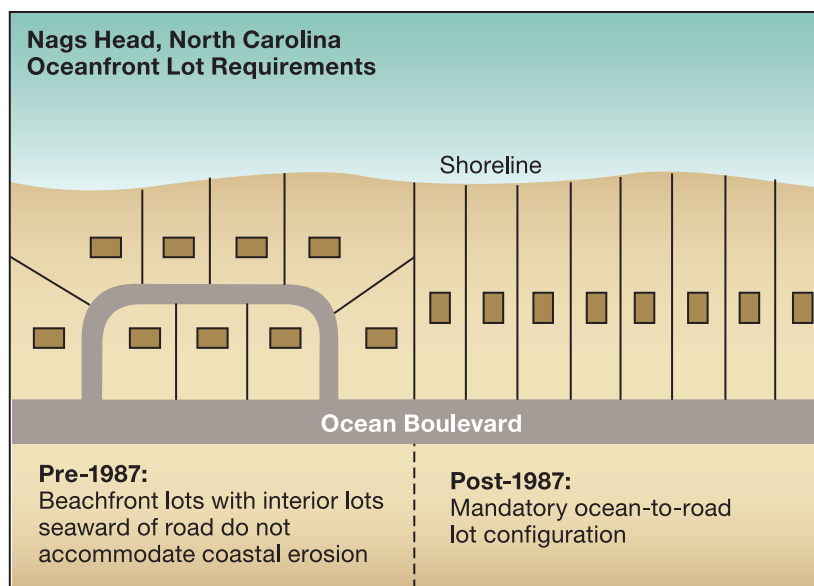 Nags Head, North Carolina
Oceanfront Lot Requirements
Shoreline
Ocean Boulevard
Pre-1987:
Beachfront lots with interior lots
seaward of road do not
accommodate coastal erosion
Post-1987:
Mandatory ocean-to-road
lot configuration